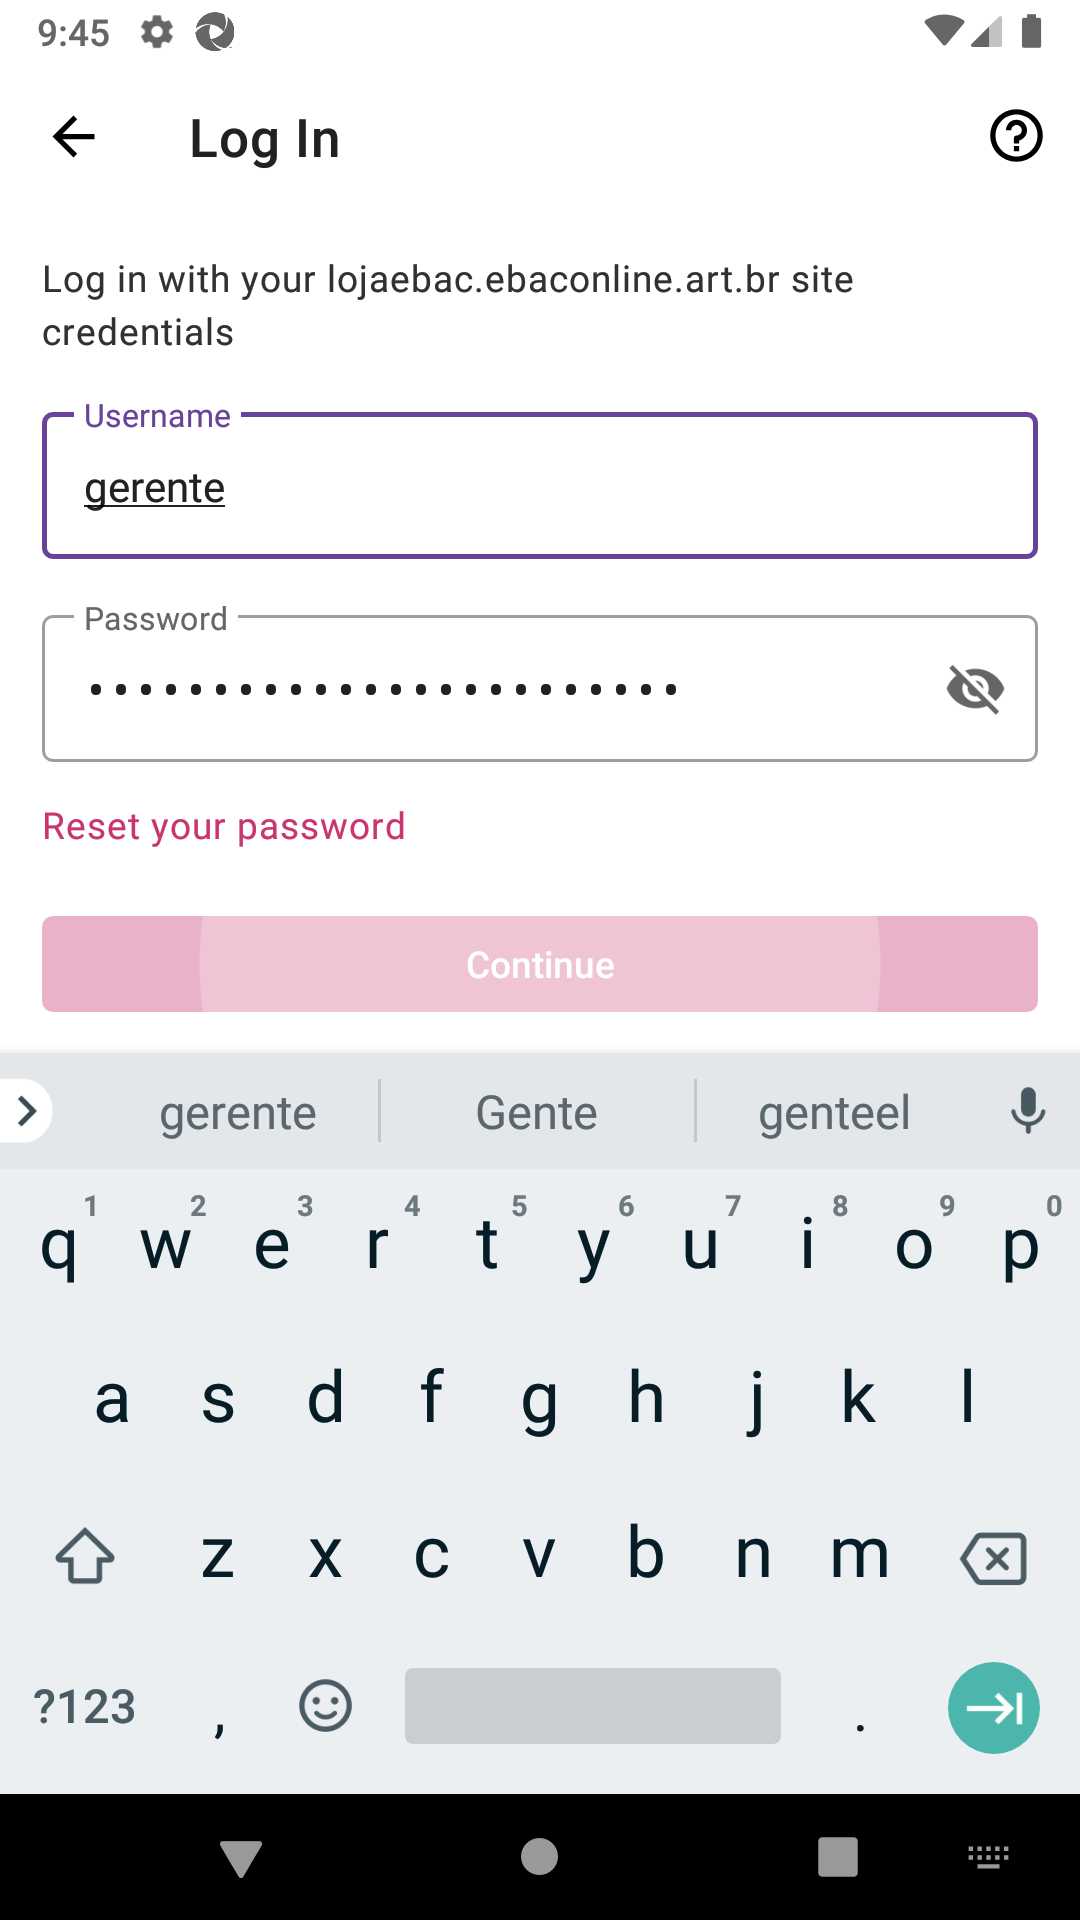 9:45
Log In
Log in with your lojaebac.ebaconline.art.br site
credentials
Username
gerente
Password
••••••••••••••••••••••••
Reset your password
Continue
gerente Gente genteel
1 2 3 4 5 6 7 8 9 0
q w e r t y u i o p
a s d f g h j k l
z x c v b n m
?123 , .